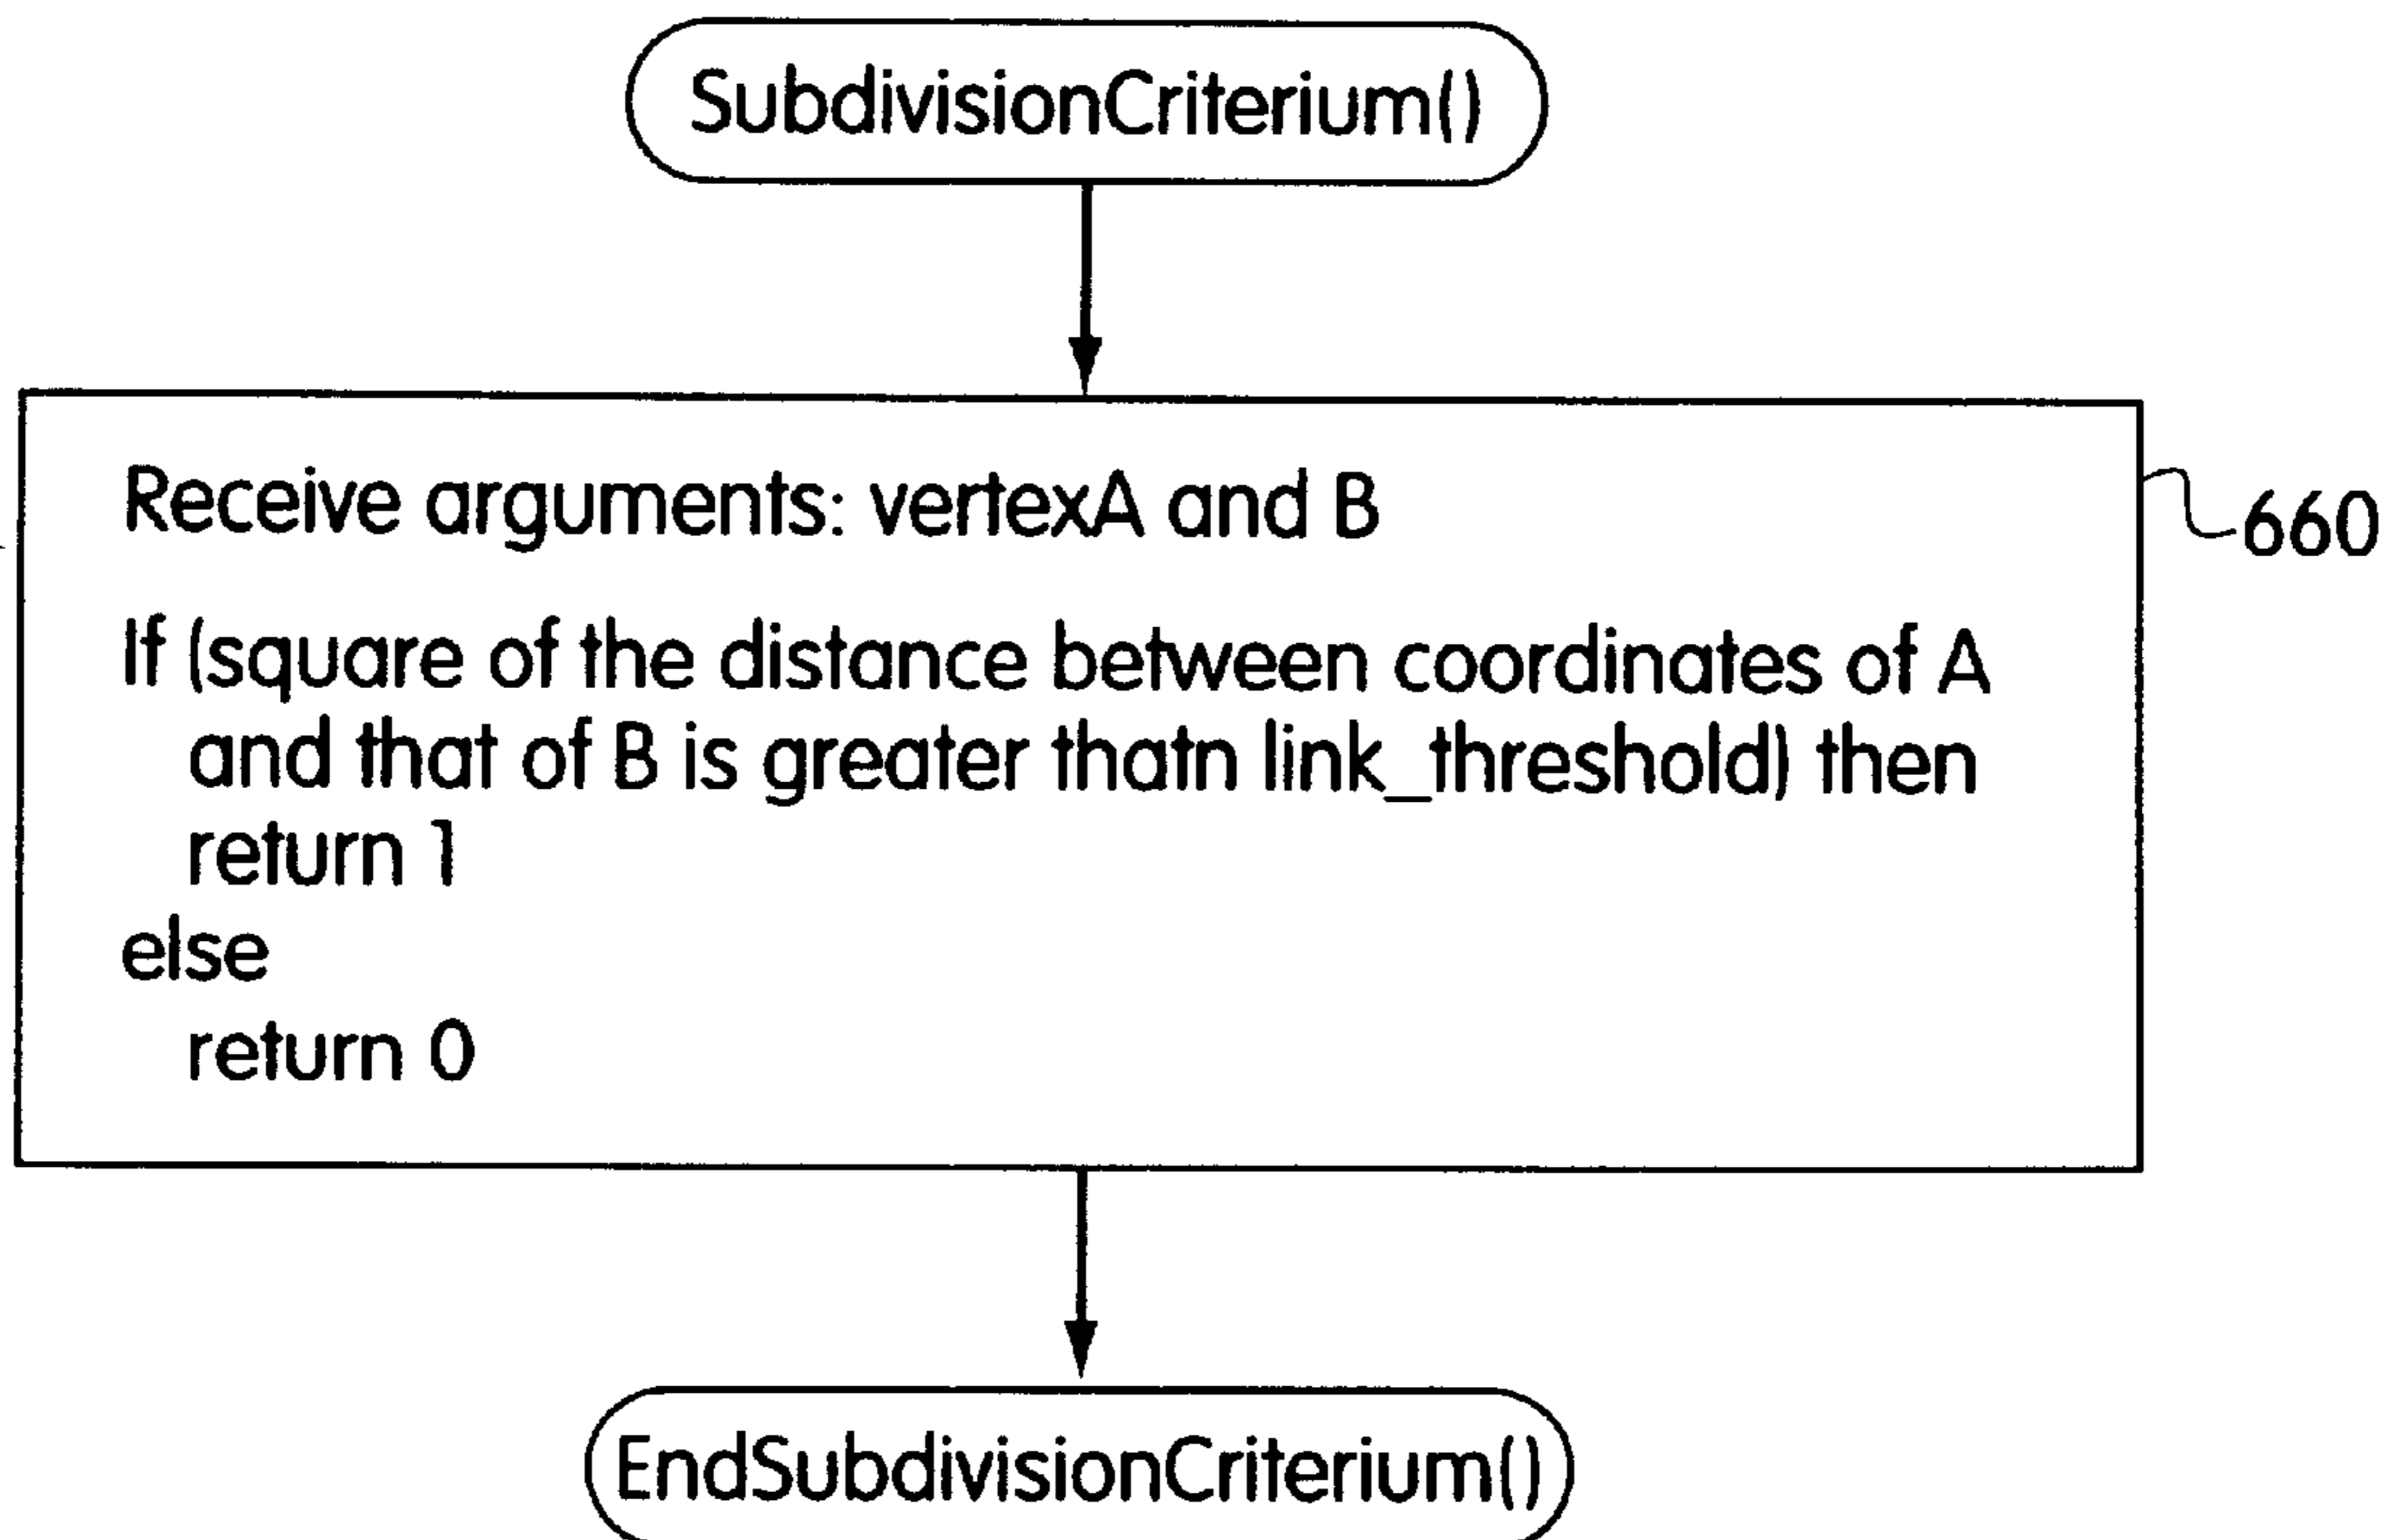 SubdivisionCriterium()
Receive arguments: vertexA and B
660
If (square of the distance between coordinates of A
and that of B is greater thatn link_threshold) then
return 1
else
return 0
EndSubdivisionCriterium()